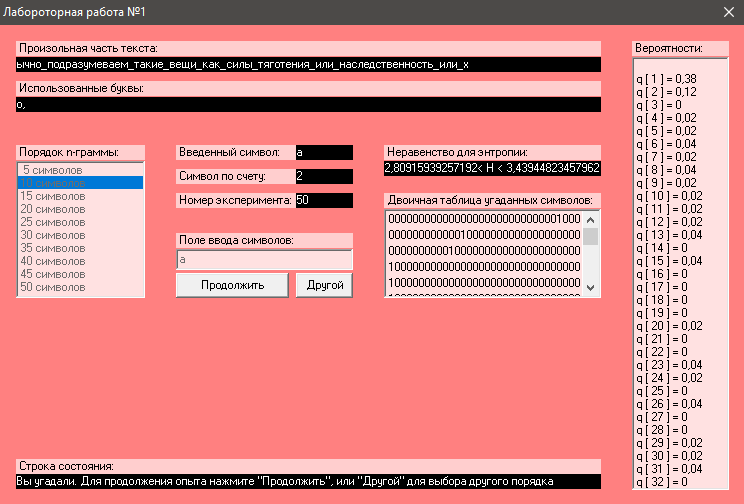 Лабороторная работа №1
Произольная часть текста:
ычно_подразумеваем_такие_вещи_как_силы_тяготения_или_наследственность_или_х
Использованные буквы:
о,
Порядок n-граммы:
5 символов
10 символов
15 символов
20 символов
25 символов
30 символов
35 символов
40 символов
45 символов
50 символов
Введенный символ: а
Символ по счету: 2
Номер эксперимента: 50
Поле ввода символов:
а
Продолжить
Другой
Неравенство для энтропии:
2,80915939257192< H < 3,43944823457962
Двоичная таблица угаданных символов:
Вероятности:
q [ 1 ] = 0,38
q [ 2 ] = 0,12
q [ 3 ] = 0
q [ 4 ] = 0,02
q [ 5 ] = 0,02
q [ 6 ] = 0,04
q [ 7 ] = 0,02
q [ 8 ] = 0,04
q [ 9 ] = 0,02
q [ 10 ] = 0,02
q [ 11 ] = 0,02
q [ 12 ] = 0,02
q [ 13 ] = 0,04
q [ 14 ] = 0
q [ 15 ] = 0,04
q [ 16 ] = 0
q [ 17 ] = 0
q [ 18 ] = 0
q [ 19 ] = 0
q [ 20 ] = 0,02
q [ 21 ] = 0
q [ 22 ] = 0
q [ 23 ] = 0,04
q [ 24 ] = 0,02
q [ 25 ] = 0
q [ 26 ] = 0,04
q [ 27 ] = 0
q [ 28 ] = 0
q [ 29 ] = 0,02
q [ 30 ] = 0,02
q [ 31 ] = 0,04
q [ 32 ] = 0
Строка состояния:
Вы угадали. Для продолжения опыта нажмите "Продолжить", или "Другой" для выбора другого порядка